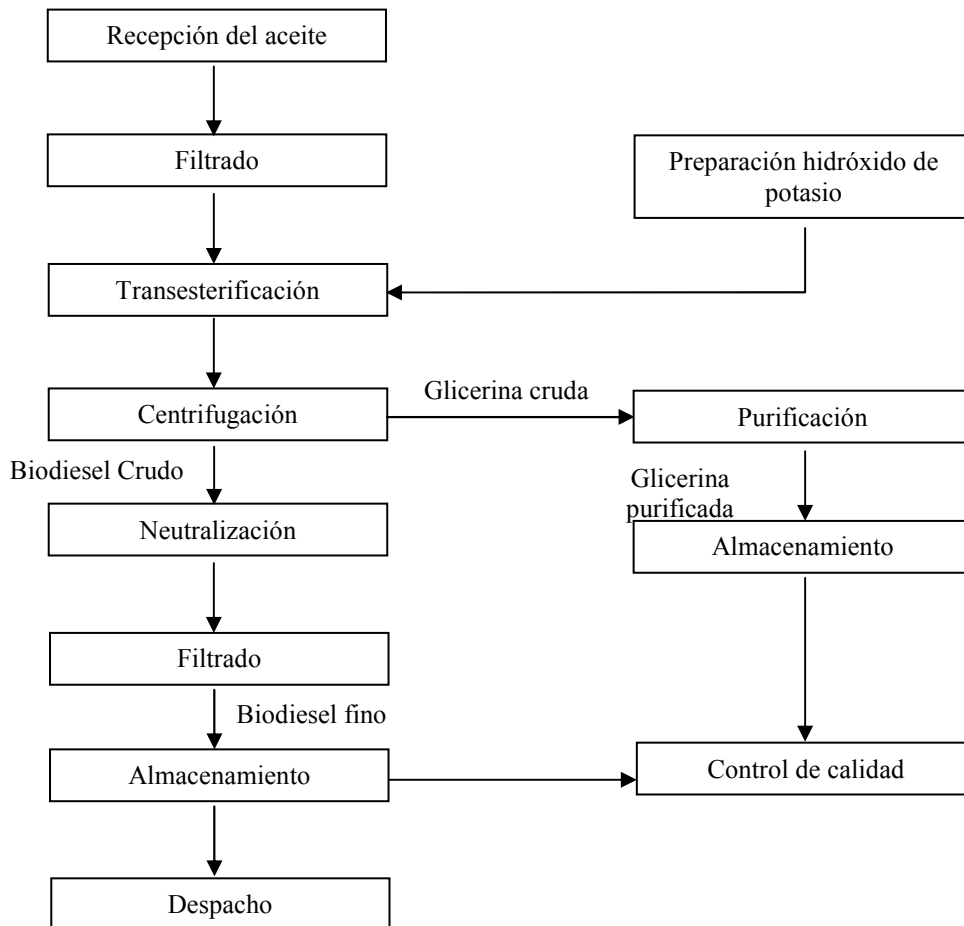 Recepción del aceite
Filtrado
Preparación hidróxido de
potasio
Transesterificación
Glicerina cruda
Centrifugación
Purificación
Biodiesel Crudo
Glicerina
purificada
Neutralización
Almacenamiento
Filtrado
Biodiesel fino
Almacenamiento
Control de calidad
Despacho